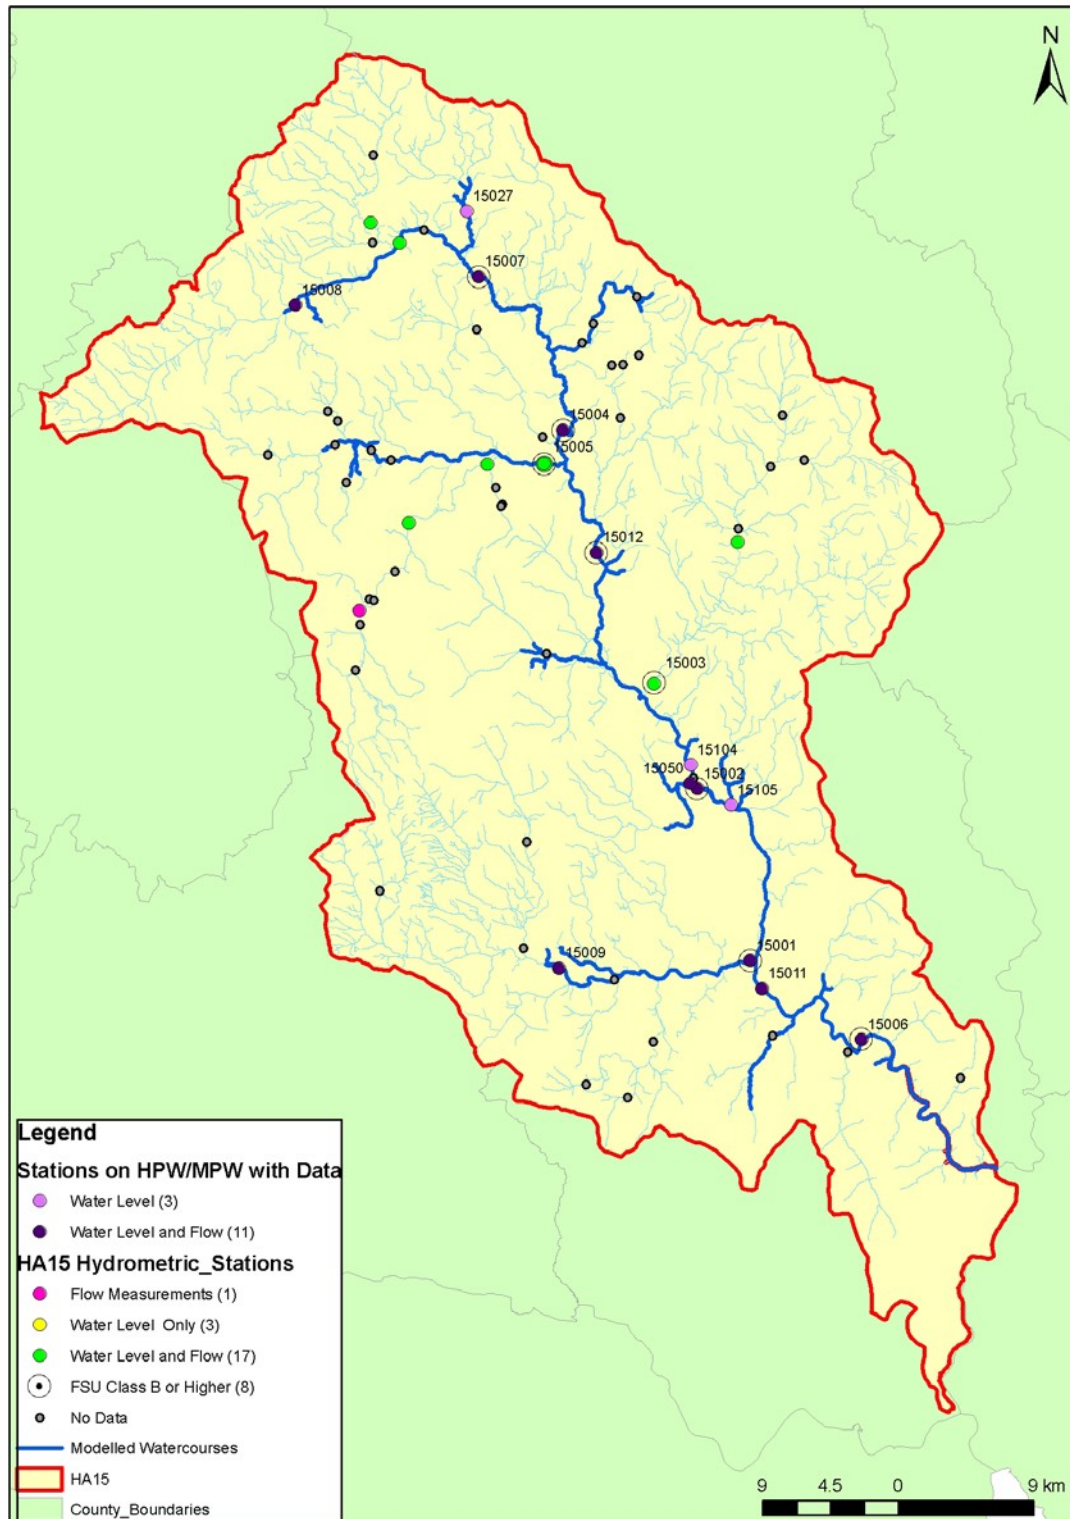 N
15027
15007
15008
15004
15005
15012
15003
15104
15050
15002
15105
15001
15009
15011
15006
Legend
Stations on HPW/MPW with Data
Water Level (3)
Water Level and Flow (11)
HA15 Hydrometric_Stations
Flow Measurements (1)
Water Level Only (3)
Water Level and Flow (17)
FSU Class B or Higher (8)
No Data
Modelled Watercourses
HA15
County_Boundaries
9 4.5 0 9 km